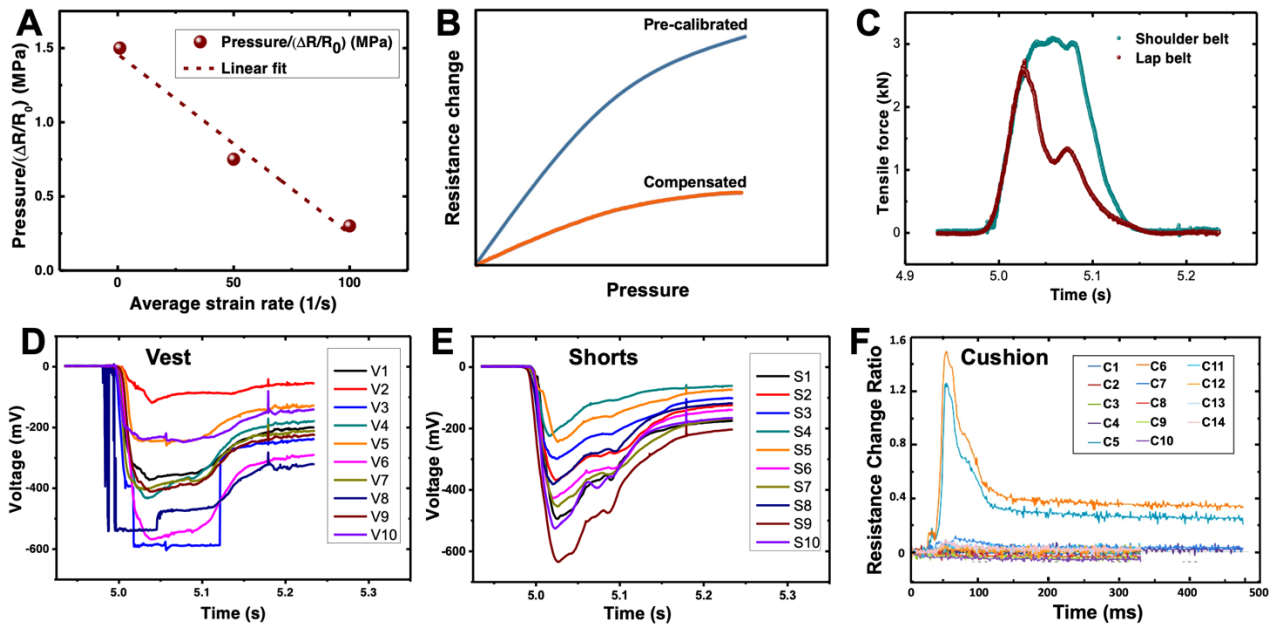 A
Pressure/(ΔR/R0) (MPa)
1.5
1.0
0.5
0.0
Pressure/(ΔR/R0) (MPa)
Linear fit
0
50
100
Average strain rate (1/s)
B
Resistance change
Pre-calibrated
Compensated
Pressure
C
Tensile force (kN)
3
2
1
0
Shoulder belt
Lap belt
4.9
5.0
5.1
5.2
Time (s)
D
Vest
Voltage (mV)
0
-200
-400
-600
V1
V2
V3
V4
V5
V6
V7
V8
V9
V10
5.0
5.1
5.2
5.3
Time (s)
E
Shorts
Voltage (mV)
0
-200
-400
-600
S1
S2
S3
S4
S5
S6
S7
S8
S9
S10
5.0
5.1
5.2
5.3
Time (s)
F
Cushion
Resistance Change Ratio
1.6
1.2
0.8
0.4
0
C1
C2
C3
C4
C5
C6
C7
C8
C9
C10
C11
C12
C13
C14
0
100
200
300
400
500
Time (ms)